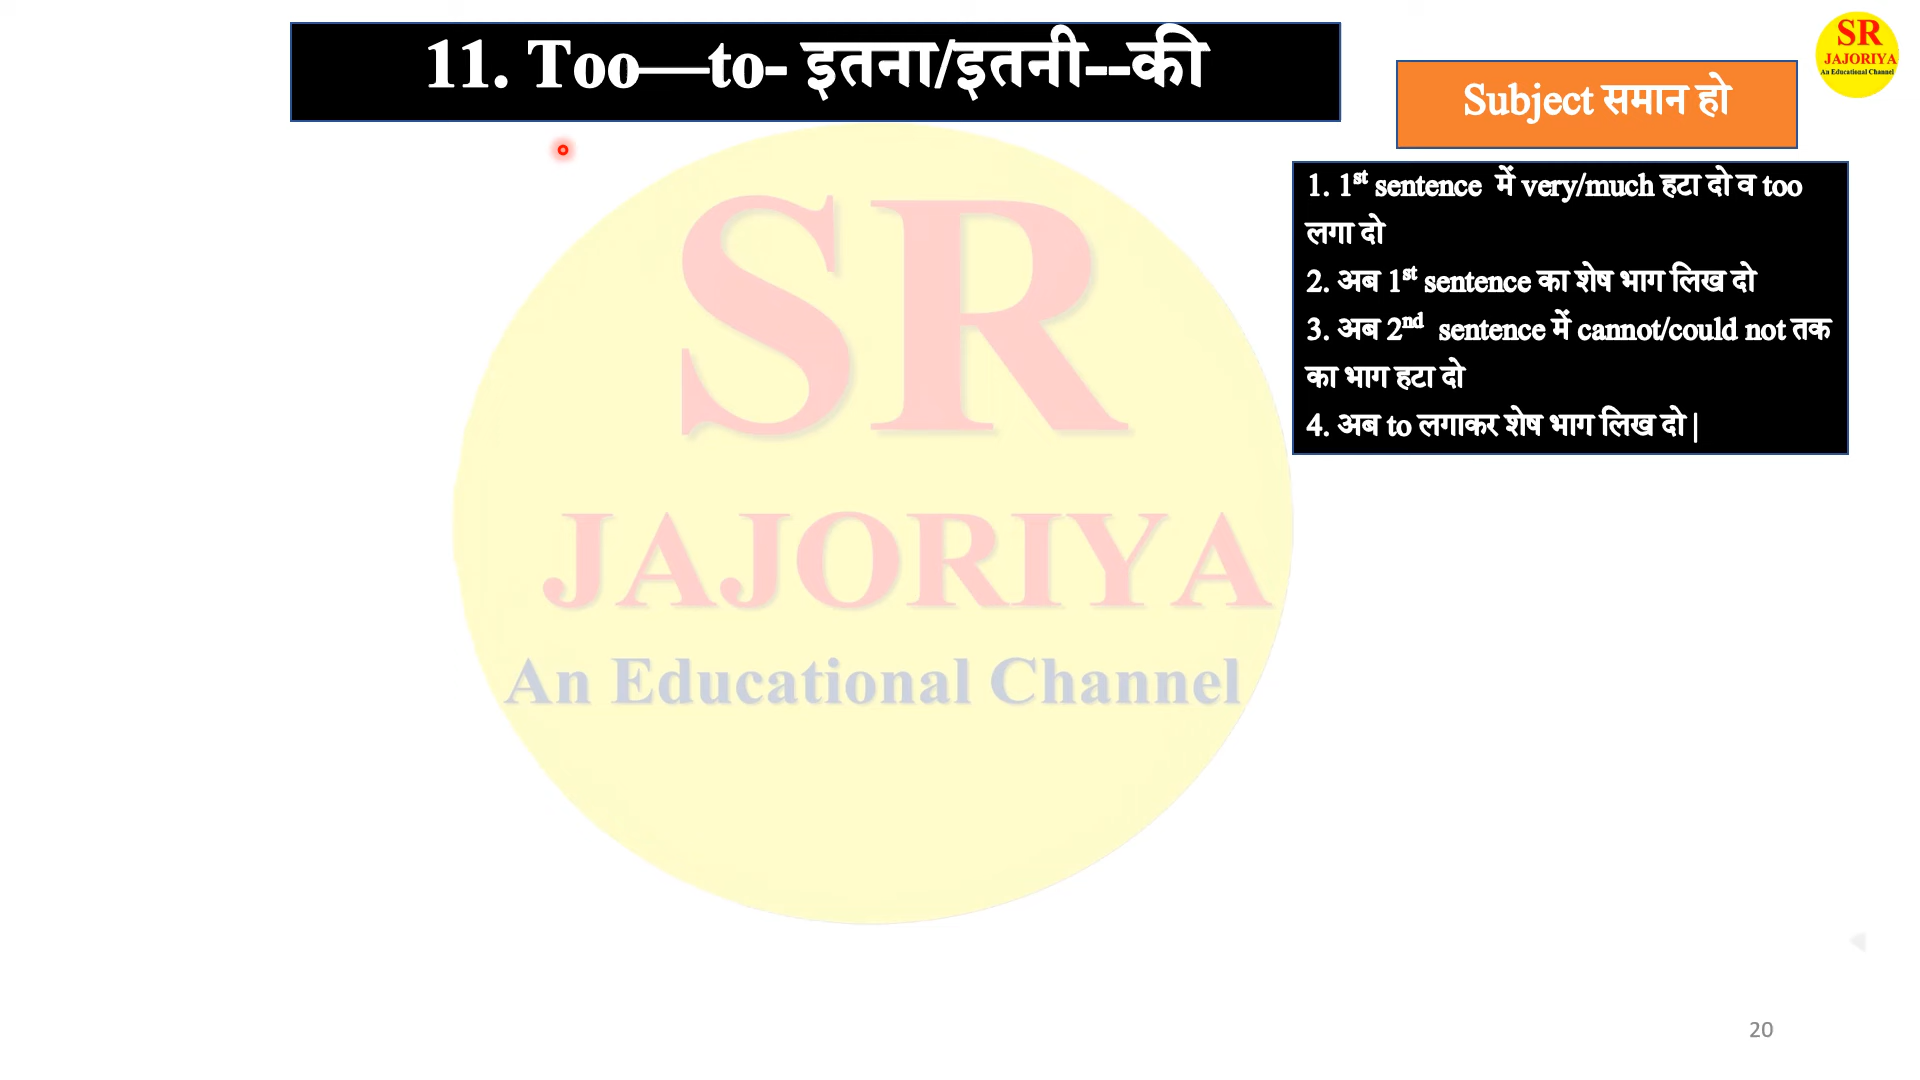 11. Too—to- इतना/इतनी--की
SR
JAJORIYA
An Educational Channel
Subject समान हो
1. 1st sentence में very/much हटा दो व too
लगा दो
2. अब 1st sentence का शेष भाग लिख दो
3. अब 2nd sentence में cannot/could not तक
का भाग हटा दो
4. अब to लगाकर शेष भाग लिख दो |
SR
JAJORIYA
An Educational Channel
20